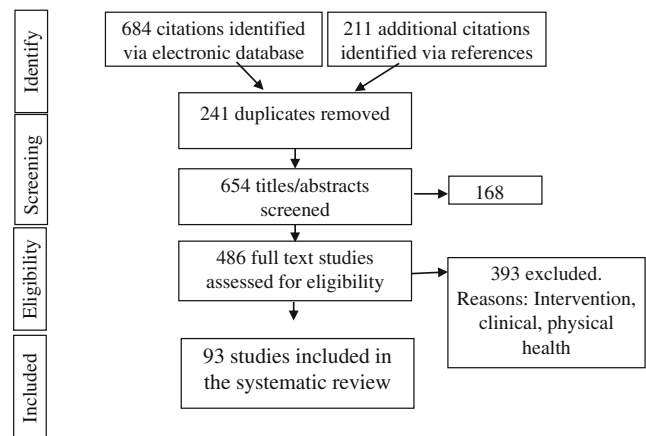 Identify
684 citations identified
via electronic database
211 additional citations
identified via references
241 duplicates removed
Screening
654 titles/abstracts
screened
168
Eligibility
486 full text studies
assessed for eligibility
393 excluded.
Reasons: Intervention,
clinical, physical
health
Included
93 studies included in
the systematic review